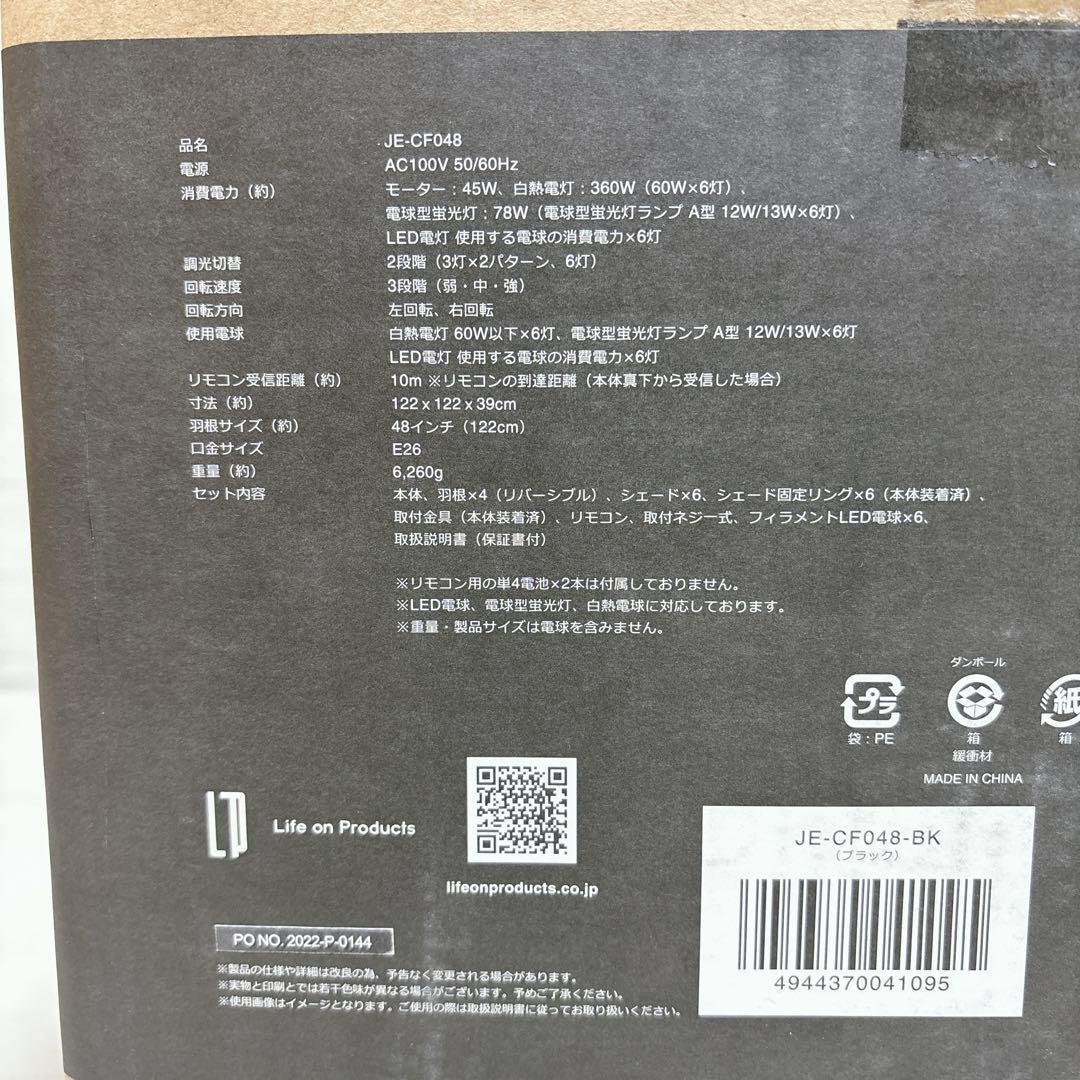 品名 JE-CF048
電源 AC100V 50/60Hz
消費電力（約） モーター：45W、白熱電灯：360W（60W×6灯）、
電球型蛍光灯：78W（電球型蛍光灯ランプ A型 12W/13W×6灯）、
LED電灯 使用する電球の消費電力×6灯
調光切替 2段階（3灯×2パターン、6灯）
回転速度 3段階（弱・中・強）
回転方向 左回転、右回転
使用電球 白熱電灯 60W以下×6灯、電球型蛍光灯ランプ A型 12W/13W×6灯
LED電灯 使用する電球の消費電力×6灯
リモコン受信距離（約） 10m ※リモコンの到達距離（本体真下から受信した場合）
寸法（約） 122 x 122 x 39cm
羽根サイズ（約） 48インチ（122cm）
口金サイズ E26
重量（約） 6,260g
セット内容 本体、羽根×4（リバーシブル）、シェード×6、シェード固定リング×6（本体装着済）、
取付金具（本体装着済）、リモコン、取付ネジ一式、フィラメントLED電球×6、
取扱説明書（保証書付）
※リモコン用の単4電池×2本は付属しておりません。
※LED電球、電球型蛍光灯、白熱電球に対応しております。
※重量・製品サイズは電球を含みません。
ダンボール
プラ
紙
袋：PE
箱
箱
緩衝材
MADE IN CHINA
Life on Products
lifeonproducts.co.jp
JE-CF048-BK
（ブラック）
4944370041095
PO NO. 2022-P-0144
※製品の仕様や詳細は改良の為、予告なく変更される場合があります。
※実物と印刷とでは若干色味が異なる場合がございます。予めご了承ください。
※使用画像はイメージとなります。ご使用の際は取扱説明書に従ってお取り扱いください。